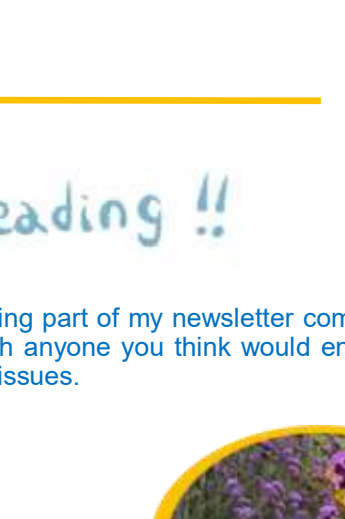 eading !!
ing part of my newsletter com
h anyone you think would en
issues.